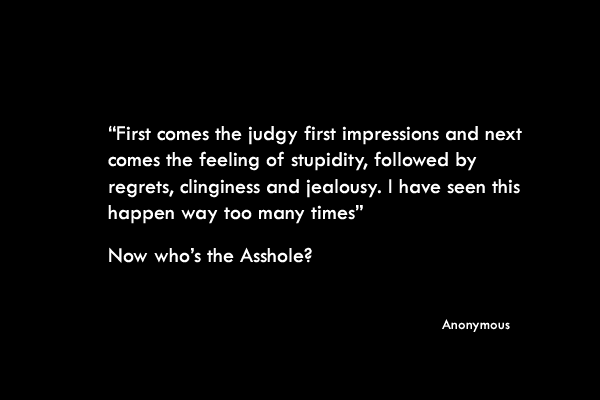 “First comes the judgy first impressions and next
comes the feeling of stupidity, followed by
regrets, clinginess and jealousy. I have seen this
happen way too many times”
Now who’s the Asshole?
Anonymous